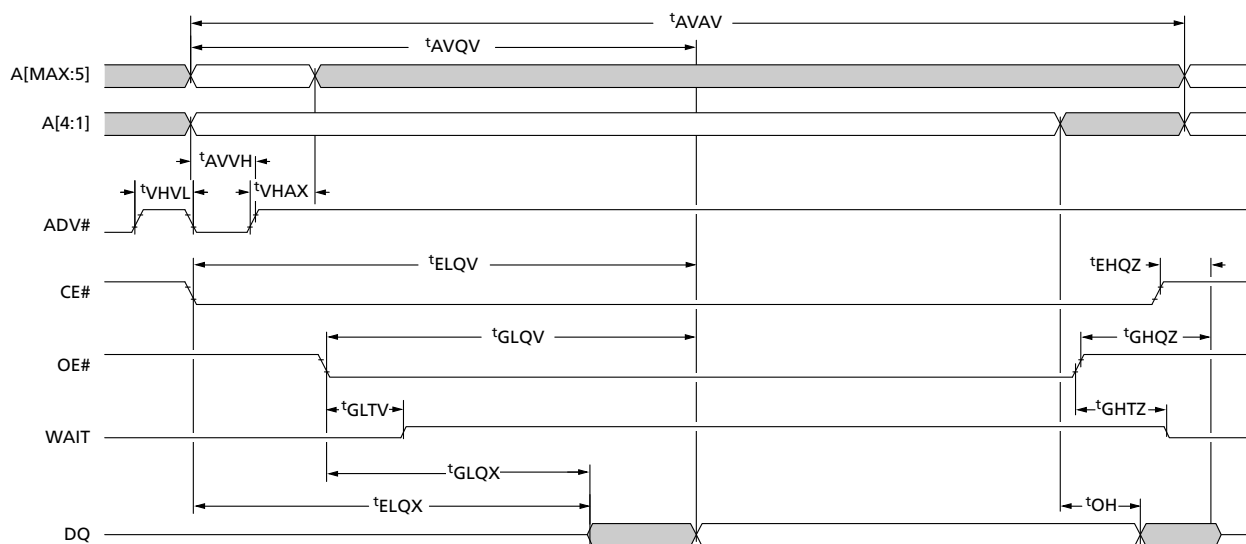 tAVAV
tAVQV
A[MAX:5]
A[4:1]
tAVVH
tVHVL
tVHAX
ADV#
tELQV
tEHQZ
CE#
tGLQV
tGHQZ
OE#
tGLTV
tGHTZ
WAIT
tGLQX
tELQX
tOH
DQ